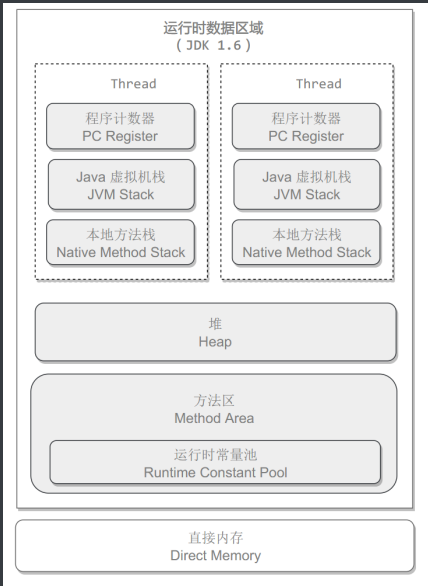 运行时数据区域
( JDK 1.6 )
Thread
程序计数器
PC Register
Java 虚拟机栈
JVM Stack
本地方法栈
Native Method Stack
Thread
程序计数器
PC Register
Java 虚拟机栈
JVM Stack
本地方法栈
Native Method Stack
堆
Heap
方法区
Method Area
运行时常量池
Runtime Constant Pool
直接内存
Direct Memory